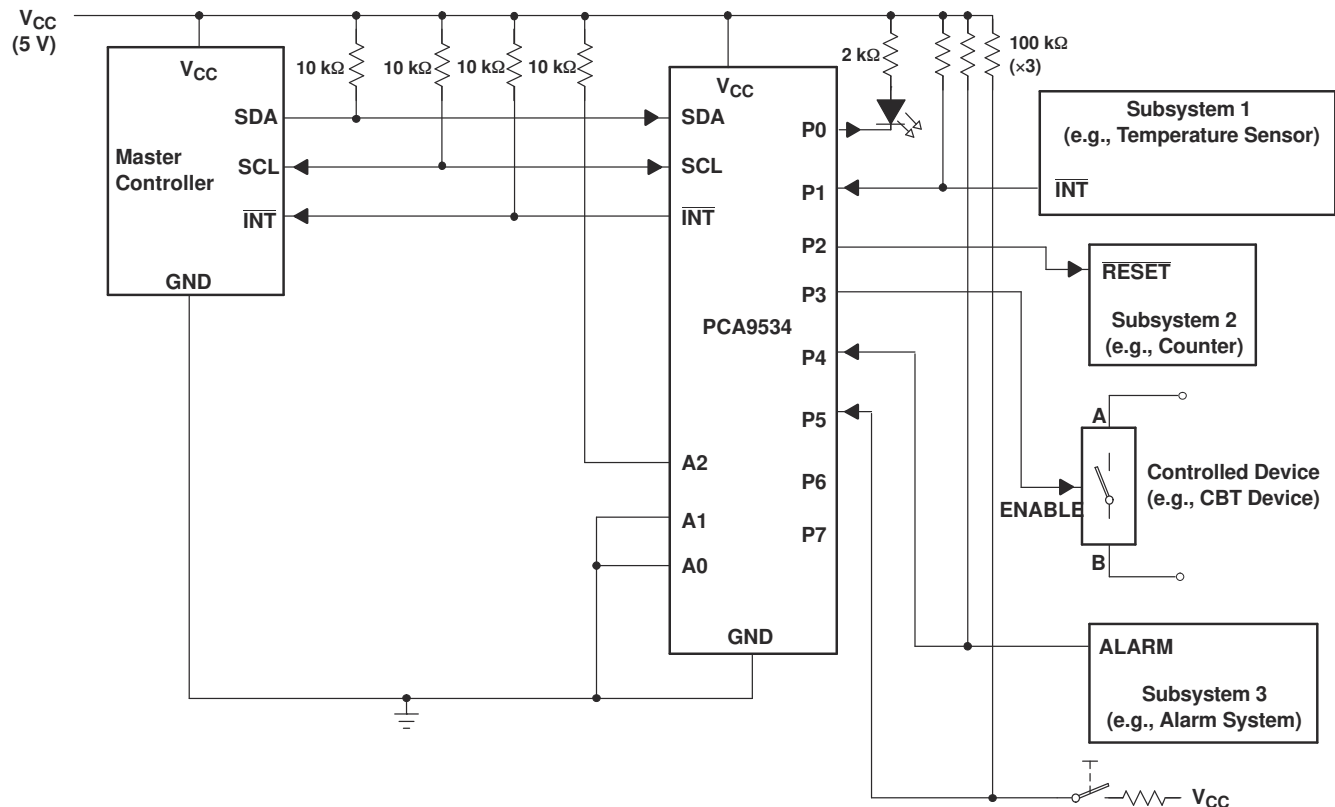 VCC
(5 V)
10 kΩ
10 kΩ
10 kΩ
10 kΩ
2 kΩ
100 kΩ
(×3)
VCC
SDA
Master
Controller
SCL
INT
GND
VCC
SDA
SCL
INT
PCA9534
A2
A1
A0
GND
P0
P1
P2
P3
P4
P5
P6
P7
Subsystem 1
(e.g., Temperature Sensor)
INT
RESET
Subsystem 2
(e.g., Counter)
A
Controlled Device
(e.g., CBT Device)
ENABLE
B
ALARM
Subsystem 3
(e.g., Alarm System)
VCC